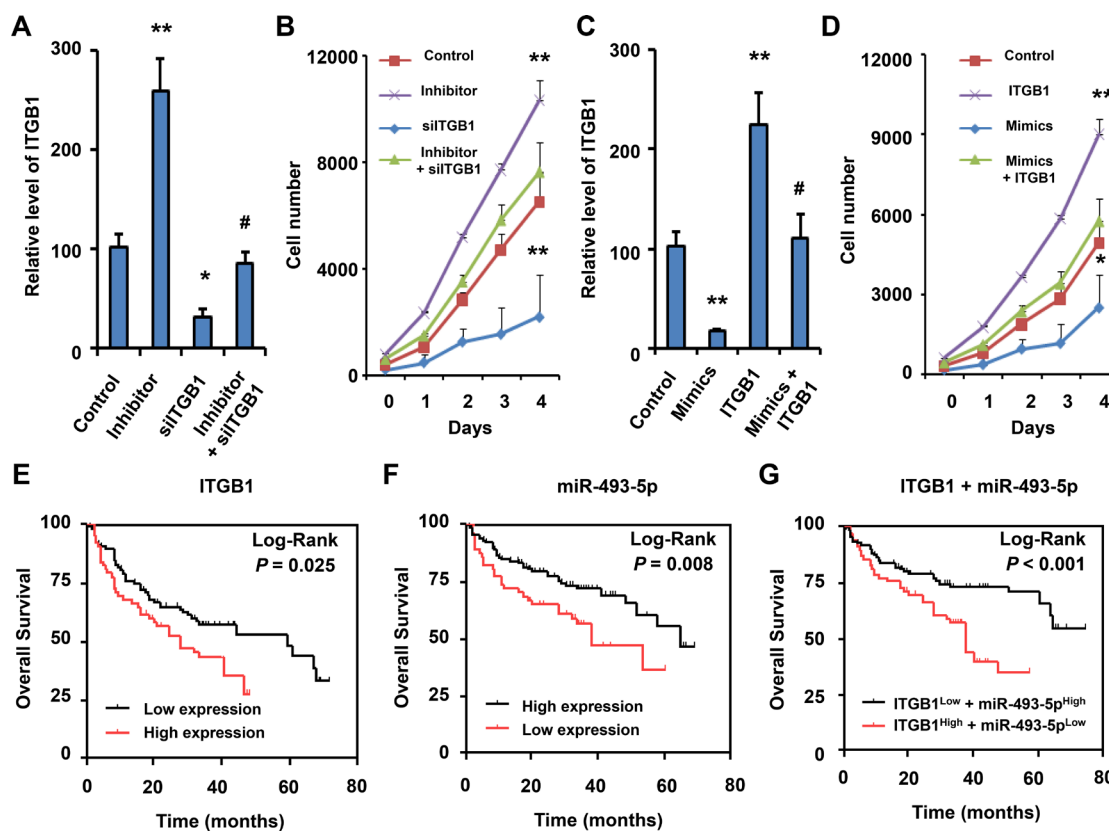 A
Relative level of ITGB1
300
200
100
0
**
*
#
Control
Inhibitor
siITGB1
Inhibitor
+ siITGB1
B
Cell number
12000
8000
4000
0
Control
Inhibitor
siITGB1
Inhibitor
+ siITGB1
**
**
0 1 2 3 4
Days
C
Relative level of ITGB1
300
200
100
0
**
**
#
Control
Mimics
ITGB1
Mimics +
ITGB1
D
Cell number
12000
9000
6000
3000
0
Control
ITGB1
Mimics
Mimics
+ ITGB1
**
*
0 1 2 3 4
Days
E
ITGB1
Overall Survival
100
75
50
25
0
Log-Rank
P = 0.025
Low expression
High expression
0 20 40 60 80
Time (months)
F
miR-493-5p
Overall Survival
100
75
50
25
0
Log-Rank
P = 0.008
High expression
Low expression
0 20 40 60 80
Time (months)
G
ITGB1 + miR-493-5p
Overall Survival
100
75
50
25
0
Log-Rank
P < 0.001
ITGB1Low + miR-493-5pHigh
ITGB1High + miR-493-5pLow
0 20 40 60 80
Time (months)